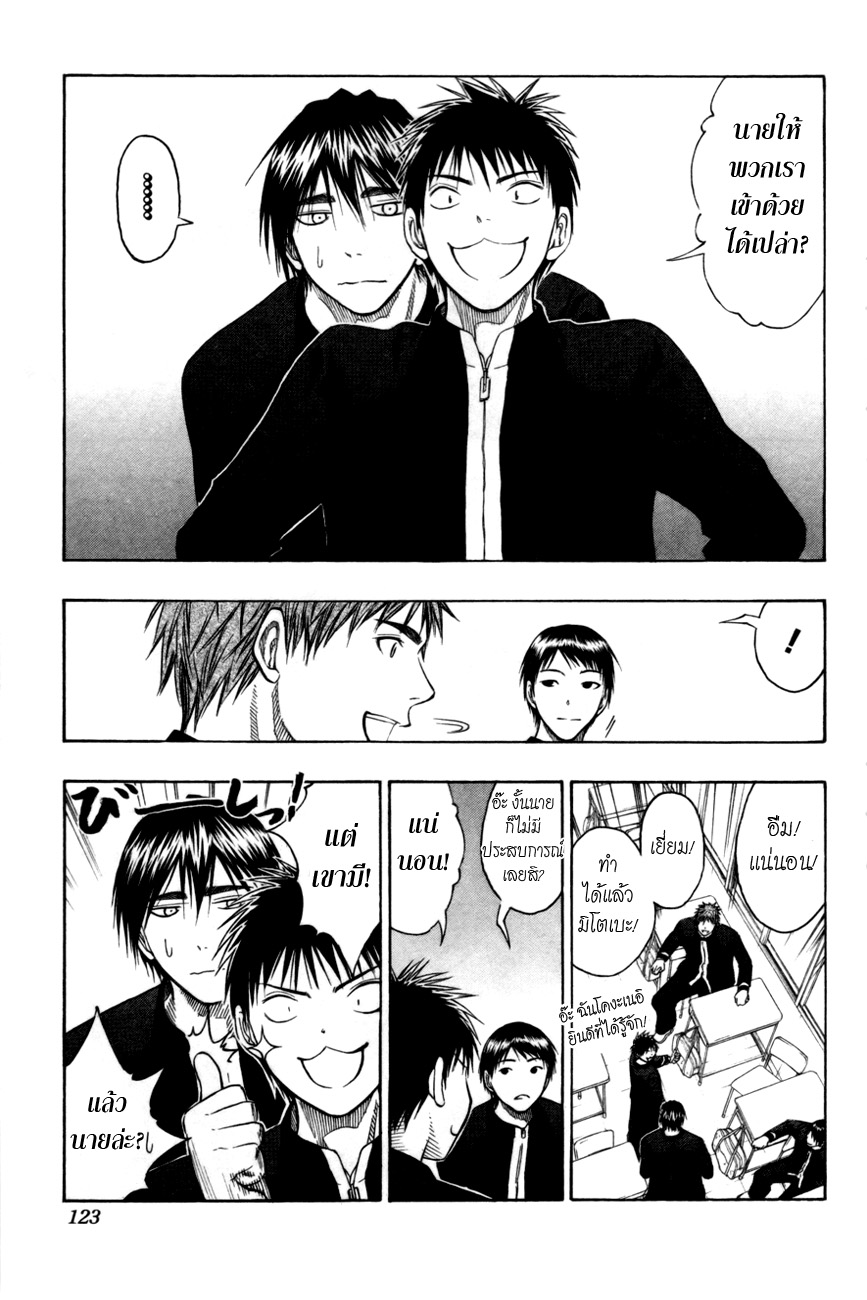 นายให้
พวกเรา
เข้าด้วย
ได้เปล่า?
!
อืม!
แน่นอน!
เยี่ยม!
ทำ
ได้แล้ว
มิโตเบะ!
อ๊ะ ฉันโคงะเนอิ
ยินดีที่ได้รู้จัก!
อ๊ะ งั้นนาย
ก็ไม่มี
ประสบการณ์
เลยสิ?
แน่
นอน!
แต่
เขามี!
びーしっ!
แล้ว
นายล่ะ?
123